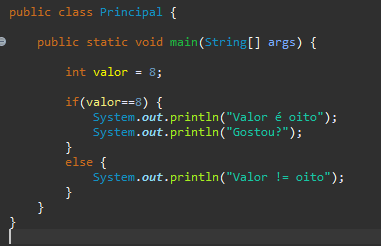 public class Principal {
public static void main(String[] args) {
int valor = 8;
if(valor==8) {
System.out.println("Valor é oito");
System.out.println("Gostou?");
}
else {
System.out.println("Valor != oito");
}
}
}